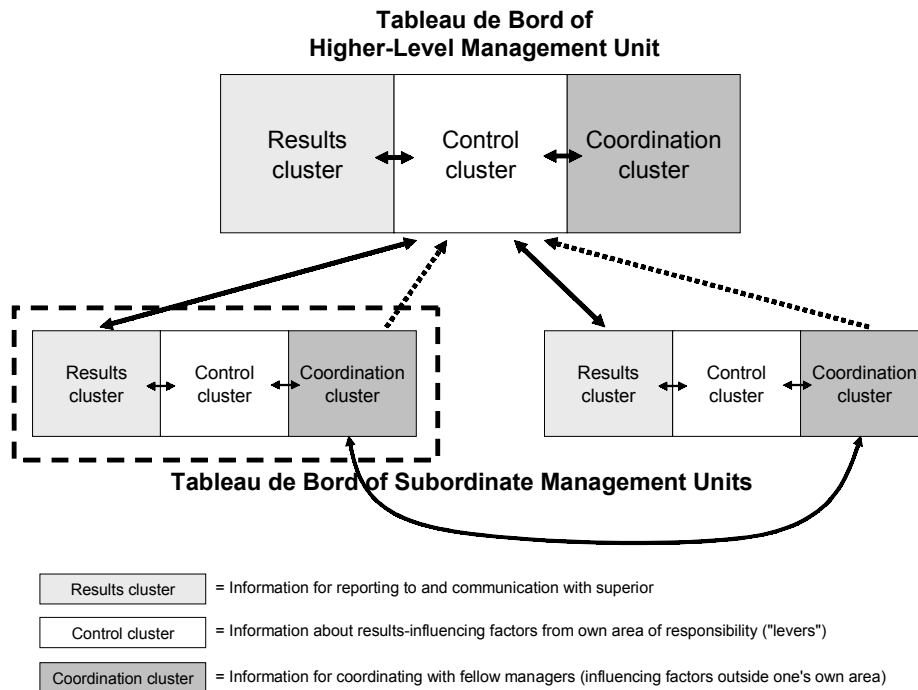 Tableau de Bord of
Higher-Level Management Unit
Results
cluster
Control
cluster
Coordination
cluster
Results
cluster
Control
cluster
Coordination
cluster
Results
cluster
Control
cluster
Coordination
cluster
Tableau de Bord of Subordinate Management Units
Results cluster = Information for reporting to and communication with superior
Control cluster = Information about results-influencing factors from own area of responsibility ("levers")
Coordination cluster = Information for coordinating with fellow managers (influencing factors outside one's own area)